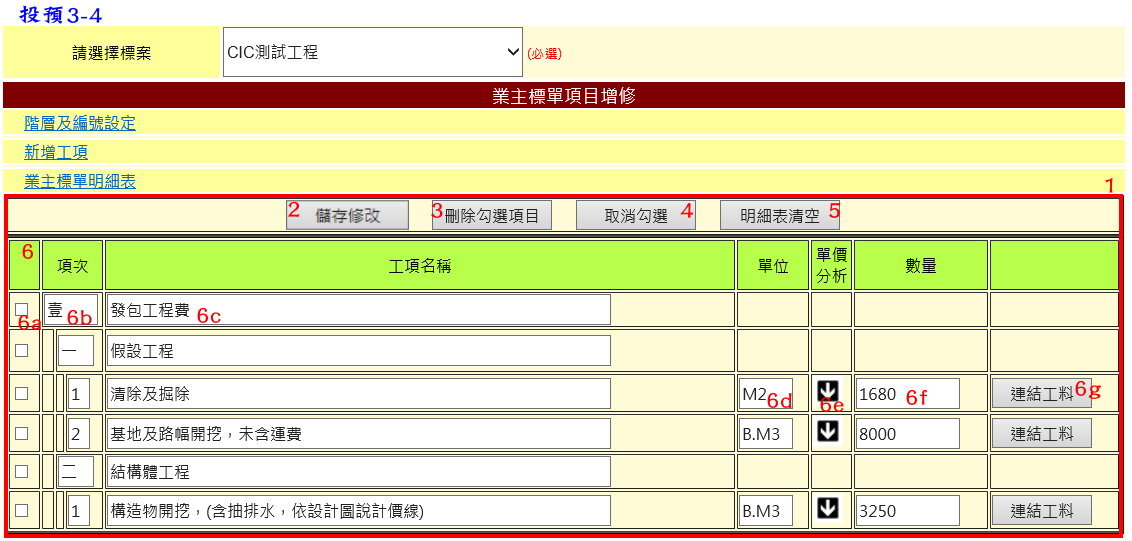 投預3-4
請選擇標案 CIC測試工程 (必選)
業主標單項目增修
階層及編號設定
新增工項
業主標單明細表 1
2 儲存修改 3 刪除勾選項目 取消勾選 4 明細表清空 5
6 項次 工項名稱 單位 單價分析 數量
6a 壹 6b 發包工程費 6c
一 假設工程
1 清除及掘除 M2 6d 6e 1680 6f 連結工料 6g
2 基地及路幅開挖，未含運費 B.M3 8000 連結工料
二 結構體工程
1 構造物開挖，(含抽排水，依設計圖說計價線) B.M3 3250 連結工料